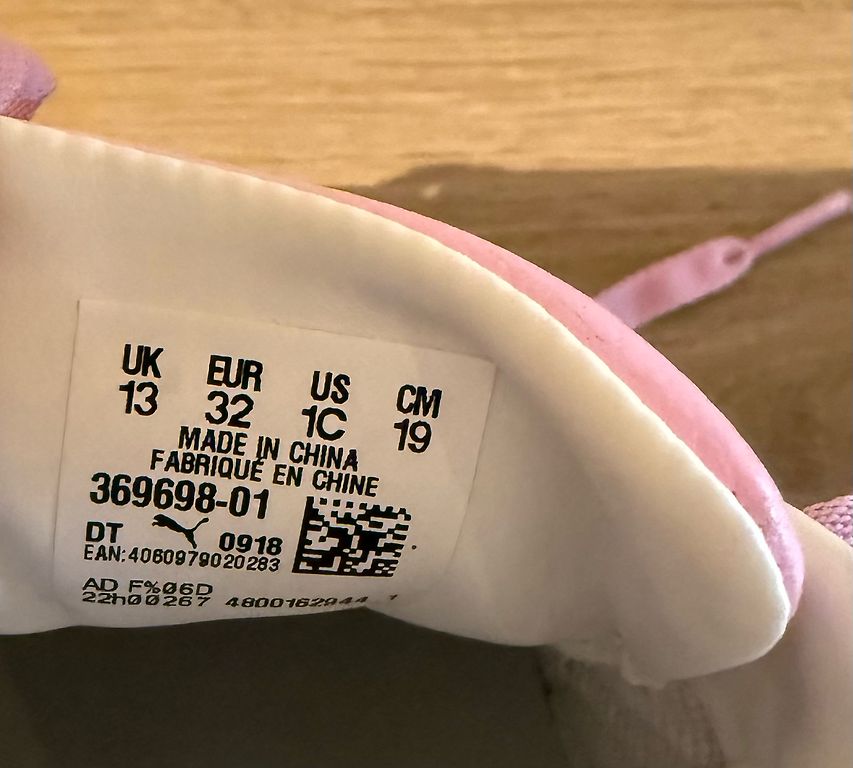 UK EUR US CM
13 32 1C 19
MADE IN CHINA
FABRIQUÉ EN CHINE
369698-01
DT 0918
EAN:4060979020283
AD F%06D
22h00267 4800162944 1